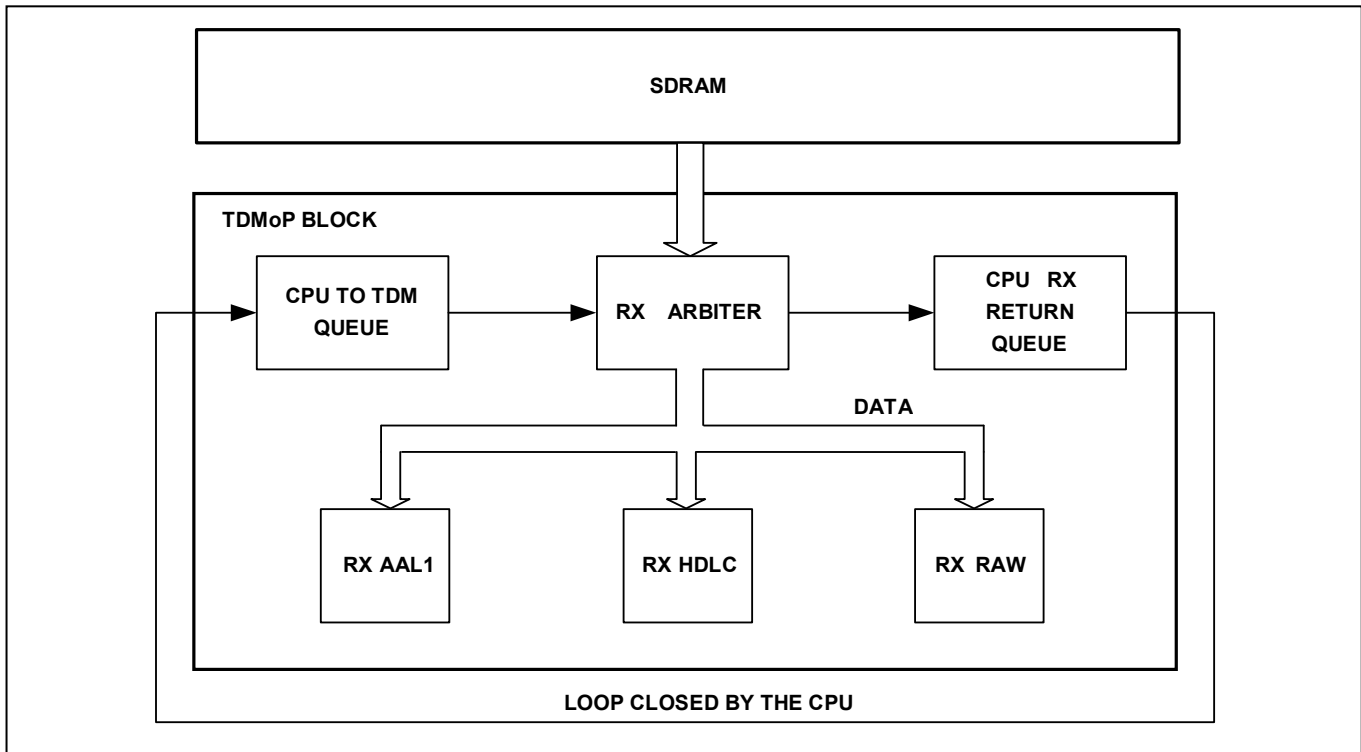 SDRAM
TDMoP BLOCK
CPU TO TDM
QUEUE
RX ARBITER
CPU RX
RETURN
QUEUE
DATA
RX AAL1
RX HDLC
RX RAW
LOOP CLOSED BY THE CPU